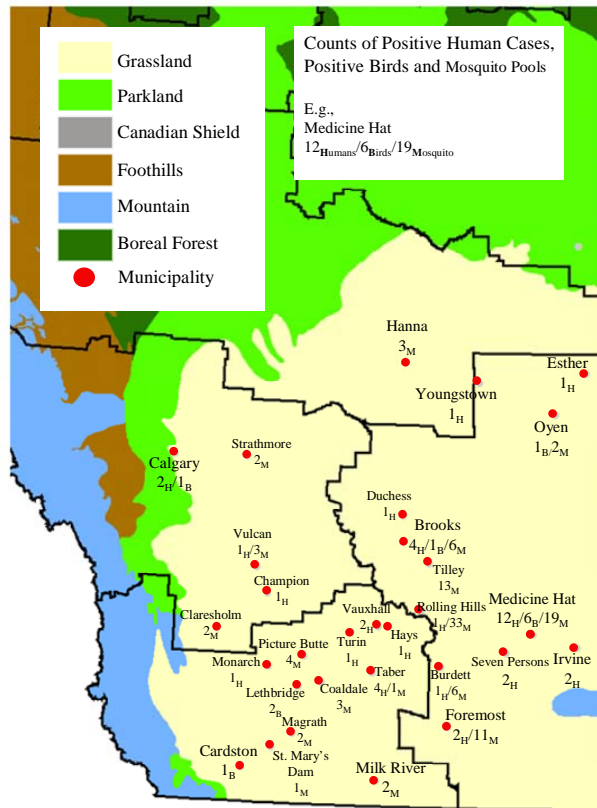 Grassland
Parkland
Canadian Shield
Foothills
Mountain
Boreal Forest
Municipality
Counts of Positive Human Cases,
Positive Birds and Mosquito Pools
E.g.,
Medicine Hat
12Humans/6Birds/19Mosquito
Hanna
3M
Esther
1H
Youngstown
1H
Oyen
1B/2M
Strathmore
2M
Calgary
2H/1B
Duchess
1H
Brooks
4H/1B/6M
Tilley
13M
Vulcan
1H/3M
Champion
1H
Claresholm
2M
Rolling Hills
1H/33M
Medicine Hat
12H/6B/19M
Vauxhall
2H
Hays
1H
Turin
1H
Picture Butte
4M
Monarch
1H
Lethbridge
2B
Coaldale
3M
Taber
4H/1M
Burdett
1H/6M
Seven Persons
2H
Irvine
2H
Foremost
2H/11M
Magrath
2M
Cardston
1B
St. Mary's
Dam
1M
Milk River
2M